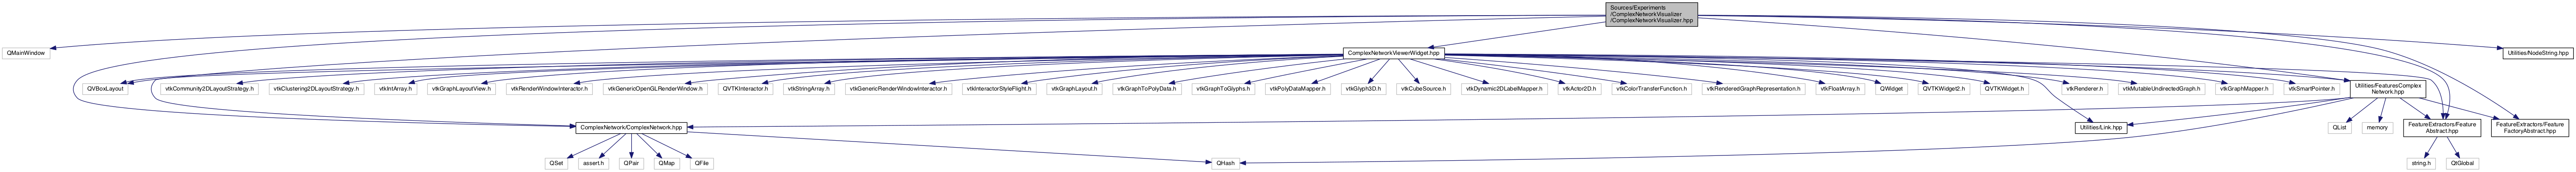 Sources/Experiments
/ComplexNetworkVisualizer
/ComplexNetworkVisualizer.hpp
QMainWindow
ComplexNetworkViewerWidget.hpp
Utilities/NodeString.hpp
QVBoxLayout
vtkCommunity2DLayoutStrategy.h
vtkClustering2DLayoutStrategy.h
vtkIntArray.h
vtkGraphLayoutView.h
vtkRenderWindowInteractor.h
vtkGenericOpenGLRenderWindow.h
QVTKInteractor.h
vtkStringArray.h
vtkGenericRenderWindowInteractor.h
vtkInteractorStyleFlight.h
vtkGraphLayout.h
vtkGraphToPolyData.h
vtkGraphToGlyphs.h
vtkPolyDataMapper.h
vtkGlyph3D.h
vtkCubeSource.h
vtkDynamic2DLabelMapper.h
vtkActor2D.h
vtkColorTransferFunction.h
vtkRenderedGraphRepresentation.h
vtkFloatArray.h
QWidget
QVTKWidget2.h
QVTKWidget.h
vtkRenderer.h
vtkMutableUndirectedGraph.h
vtkGraphMapper.h
vtkSmartPointer.h
Utilities/FeaturesComplex
Network.hpp
ComplexNetwork/ComplexNetwork.hpp
Utilities/Link.hpp
QList
memory
FeatureExtractors/Feature
Abstract.hpp
FeatureExtractors/Feature
FactoryAbstract.hpp
QSet
assert.h
QPair
QMap
QFile
QHash
string.h
QtGlobal